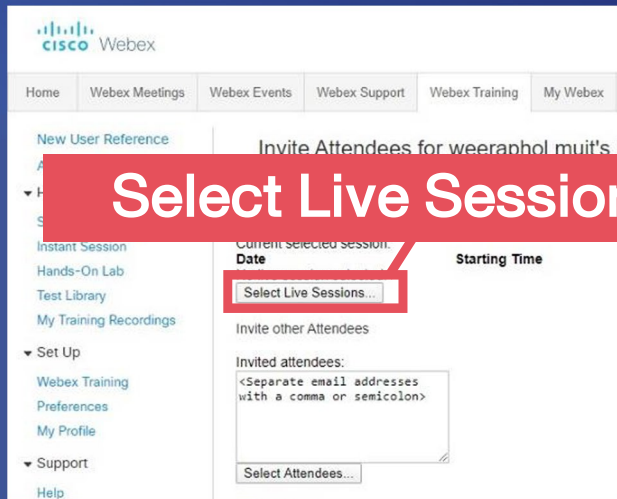 CISCO Webex
Home Webex Meetings Webex Events Webex Support Webex Training My Webex
New User Reference
Invite Attendees for weeraphol muit's
Select Live Session
Instant Session
Current selected session:
Date Starting Time
Hands-On Lab
Select Live Sessions...
Test Library
My Training Recordings
Invite other Attendees
Set Up
Invited attendees:
Webex Training
<Separate email addresses
with a comma or semicolon>
Preferences
My Profile
Support
Select Attendees...
Help